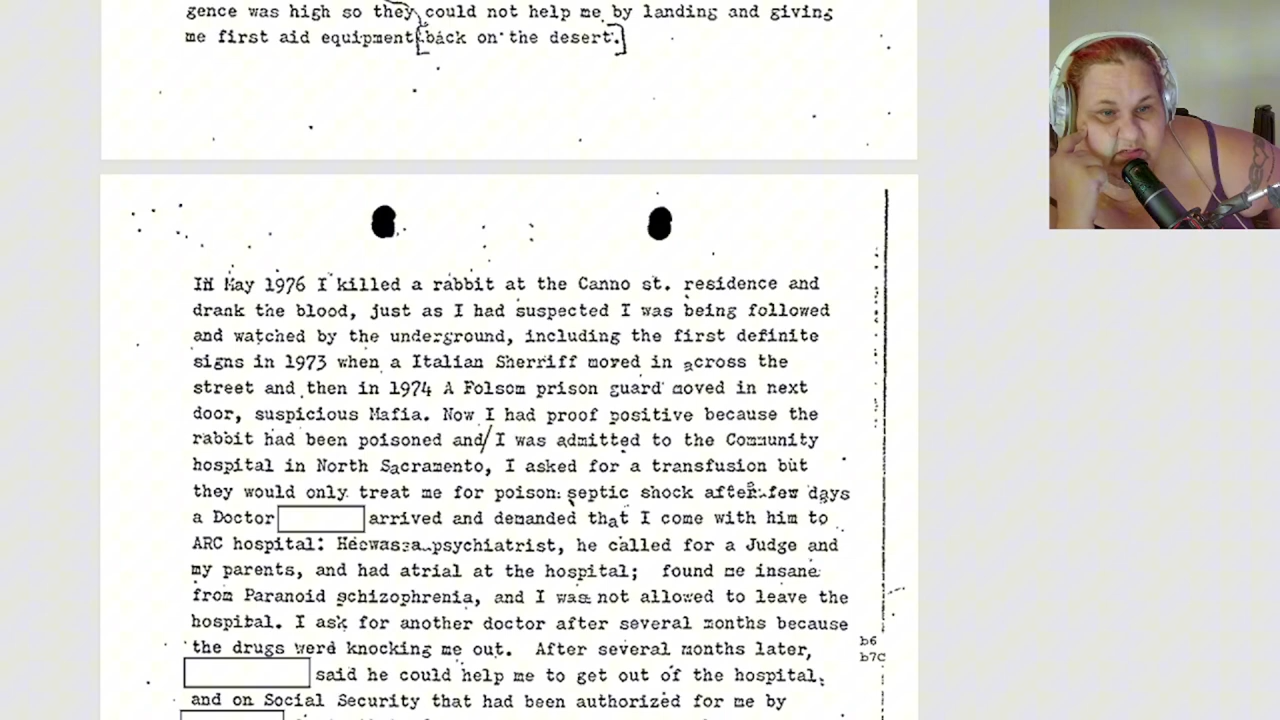 gence was high so they could not help me by landing and giving
me first aid equipment [back on the desert.]
IN May 1976 I killed a rabbit at the Canno st. residence and
drank the blood, just as I had suspected I was being followed
and watched by the underground, including the first definite
signs in 1973 when a Italian Sherriff moved in across the
street and then in 1974 A Folsom prison guard moved in next
door, suspicious Mafia. Now I had proof positive because the
rabbit had been poisoned and/I was admitted to the Community
hospital in North Sacramento, I asked for a transfusion but
they would only treat me for poison: septic shock after few days
a Doctor arrived and demanded that I come with him to
ARC hospital: He was a psychiatrist, he called for a Judge and
my parents, and had atrial at the hospital; found me insane
from Paranoid schizophrenia, and I was not allowed to leave the
hospital. I ask for another doctor after several months because
the drugs were knocking me out. After several months later,
b6
b7C
said he could help me to get out of the hospital,
and on Social Security that had been authorized for me by